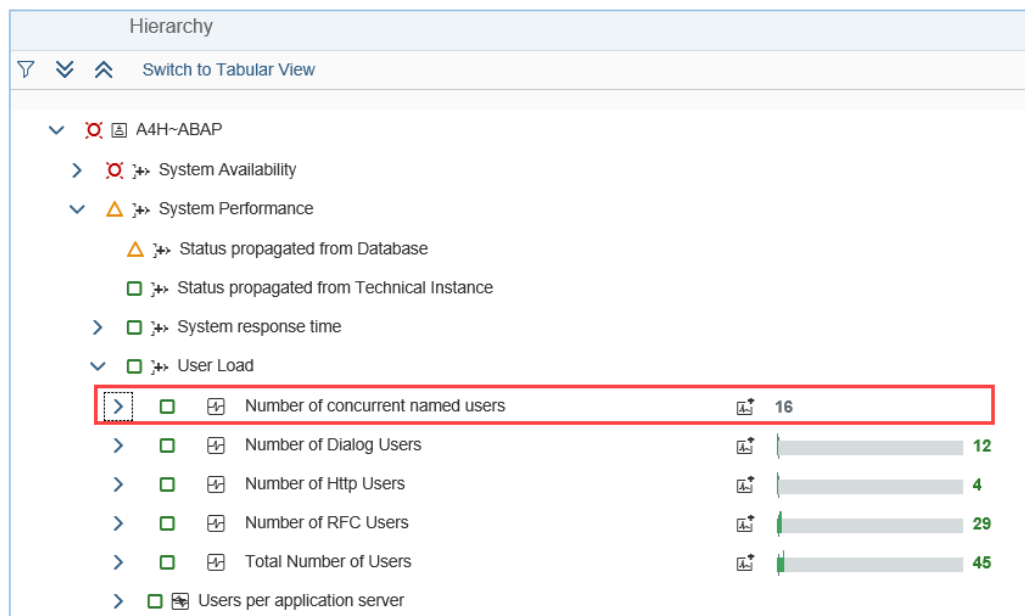 Hierarchy
Switch to Tabular View
A4H~ABAP
System Availability
System Performance
Status propagated from Database
Status propagated from Technical Instance
System response time
User Load
Number of concurrent named users 16
Number of Dialog Users 12
Number of Http Users 4
Number of RFC Users 29
Total Number of Users 45
Users per application server